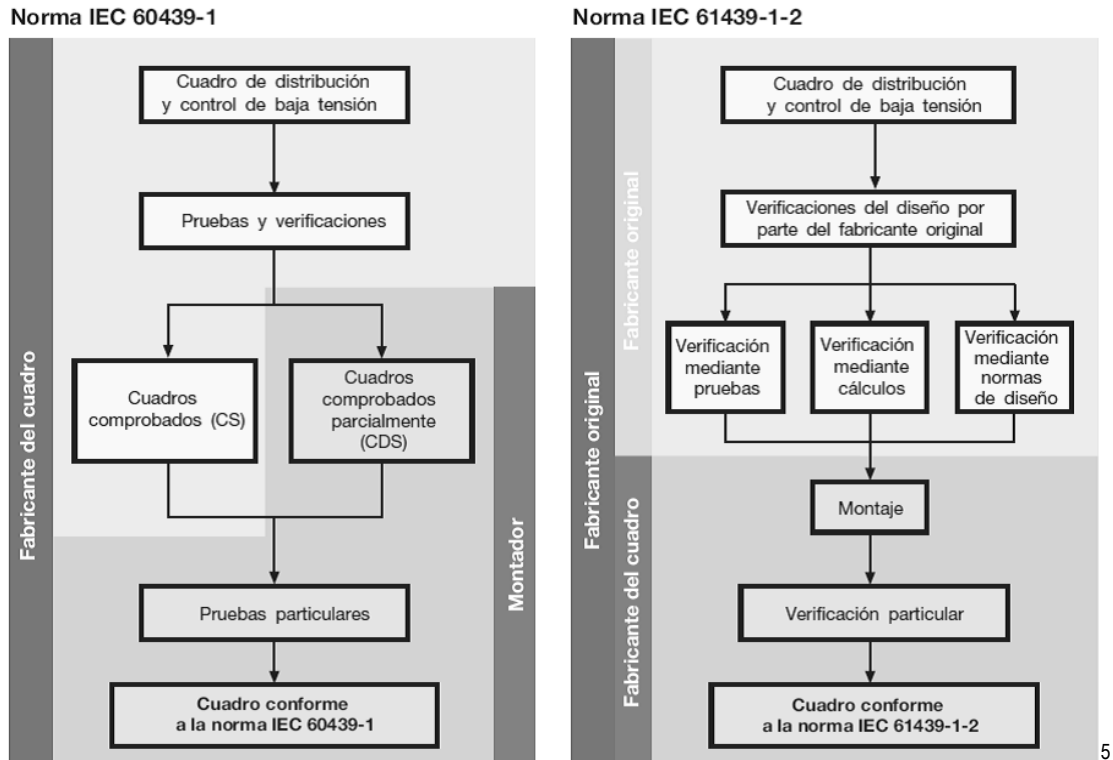 Norma IEC 60439-1
Cuadro de distribución
y control de baja tensión
Pruebas y verificaciones
Cuadros
comprobados (CS)
Cuadros
comprobados
parcialmente
(CDS)
Pruebas particulares
Cuadro conforme
a la norma IEC 60439-1
Fabricante del cuadro
Montador
Norma IEC 61439-1-2
Cuadro de distribución
y control de baja tensión
Verificaciones del diseño por
parte del fabricante original
Verificación
mediante
pruebas
Verificación
mediante
cálculos
Verificación
mediante
normas
de diseño
Montaje
Verificación particular
Cuadro conforme
a la norma IEC 61439-1-2
Fabricante original
Fabricante original
Fabricante del cuadro
5